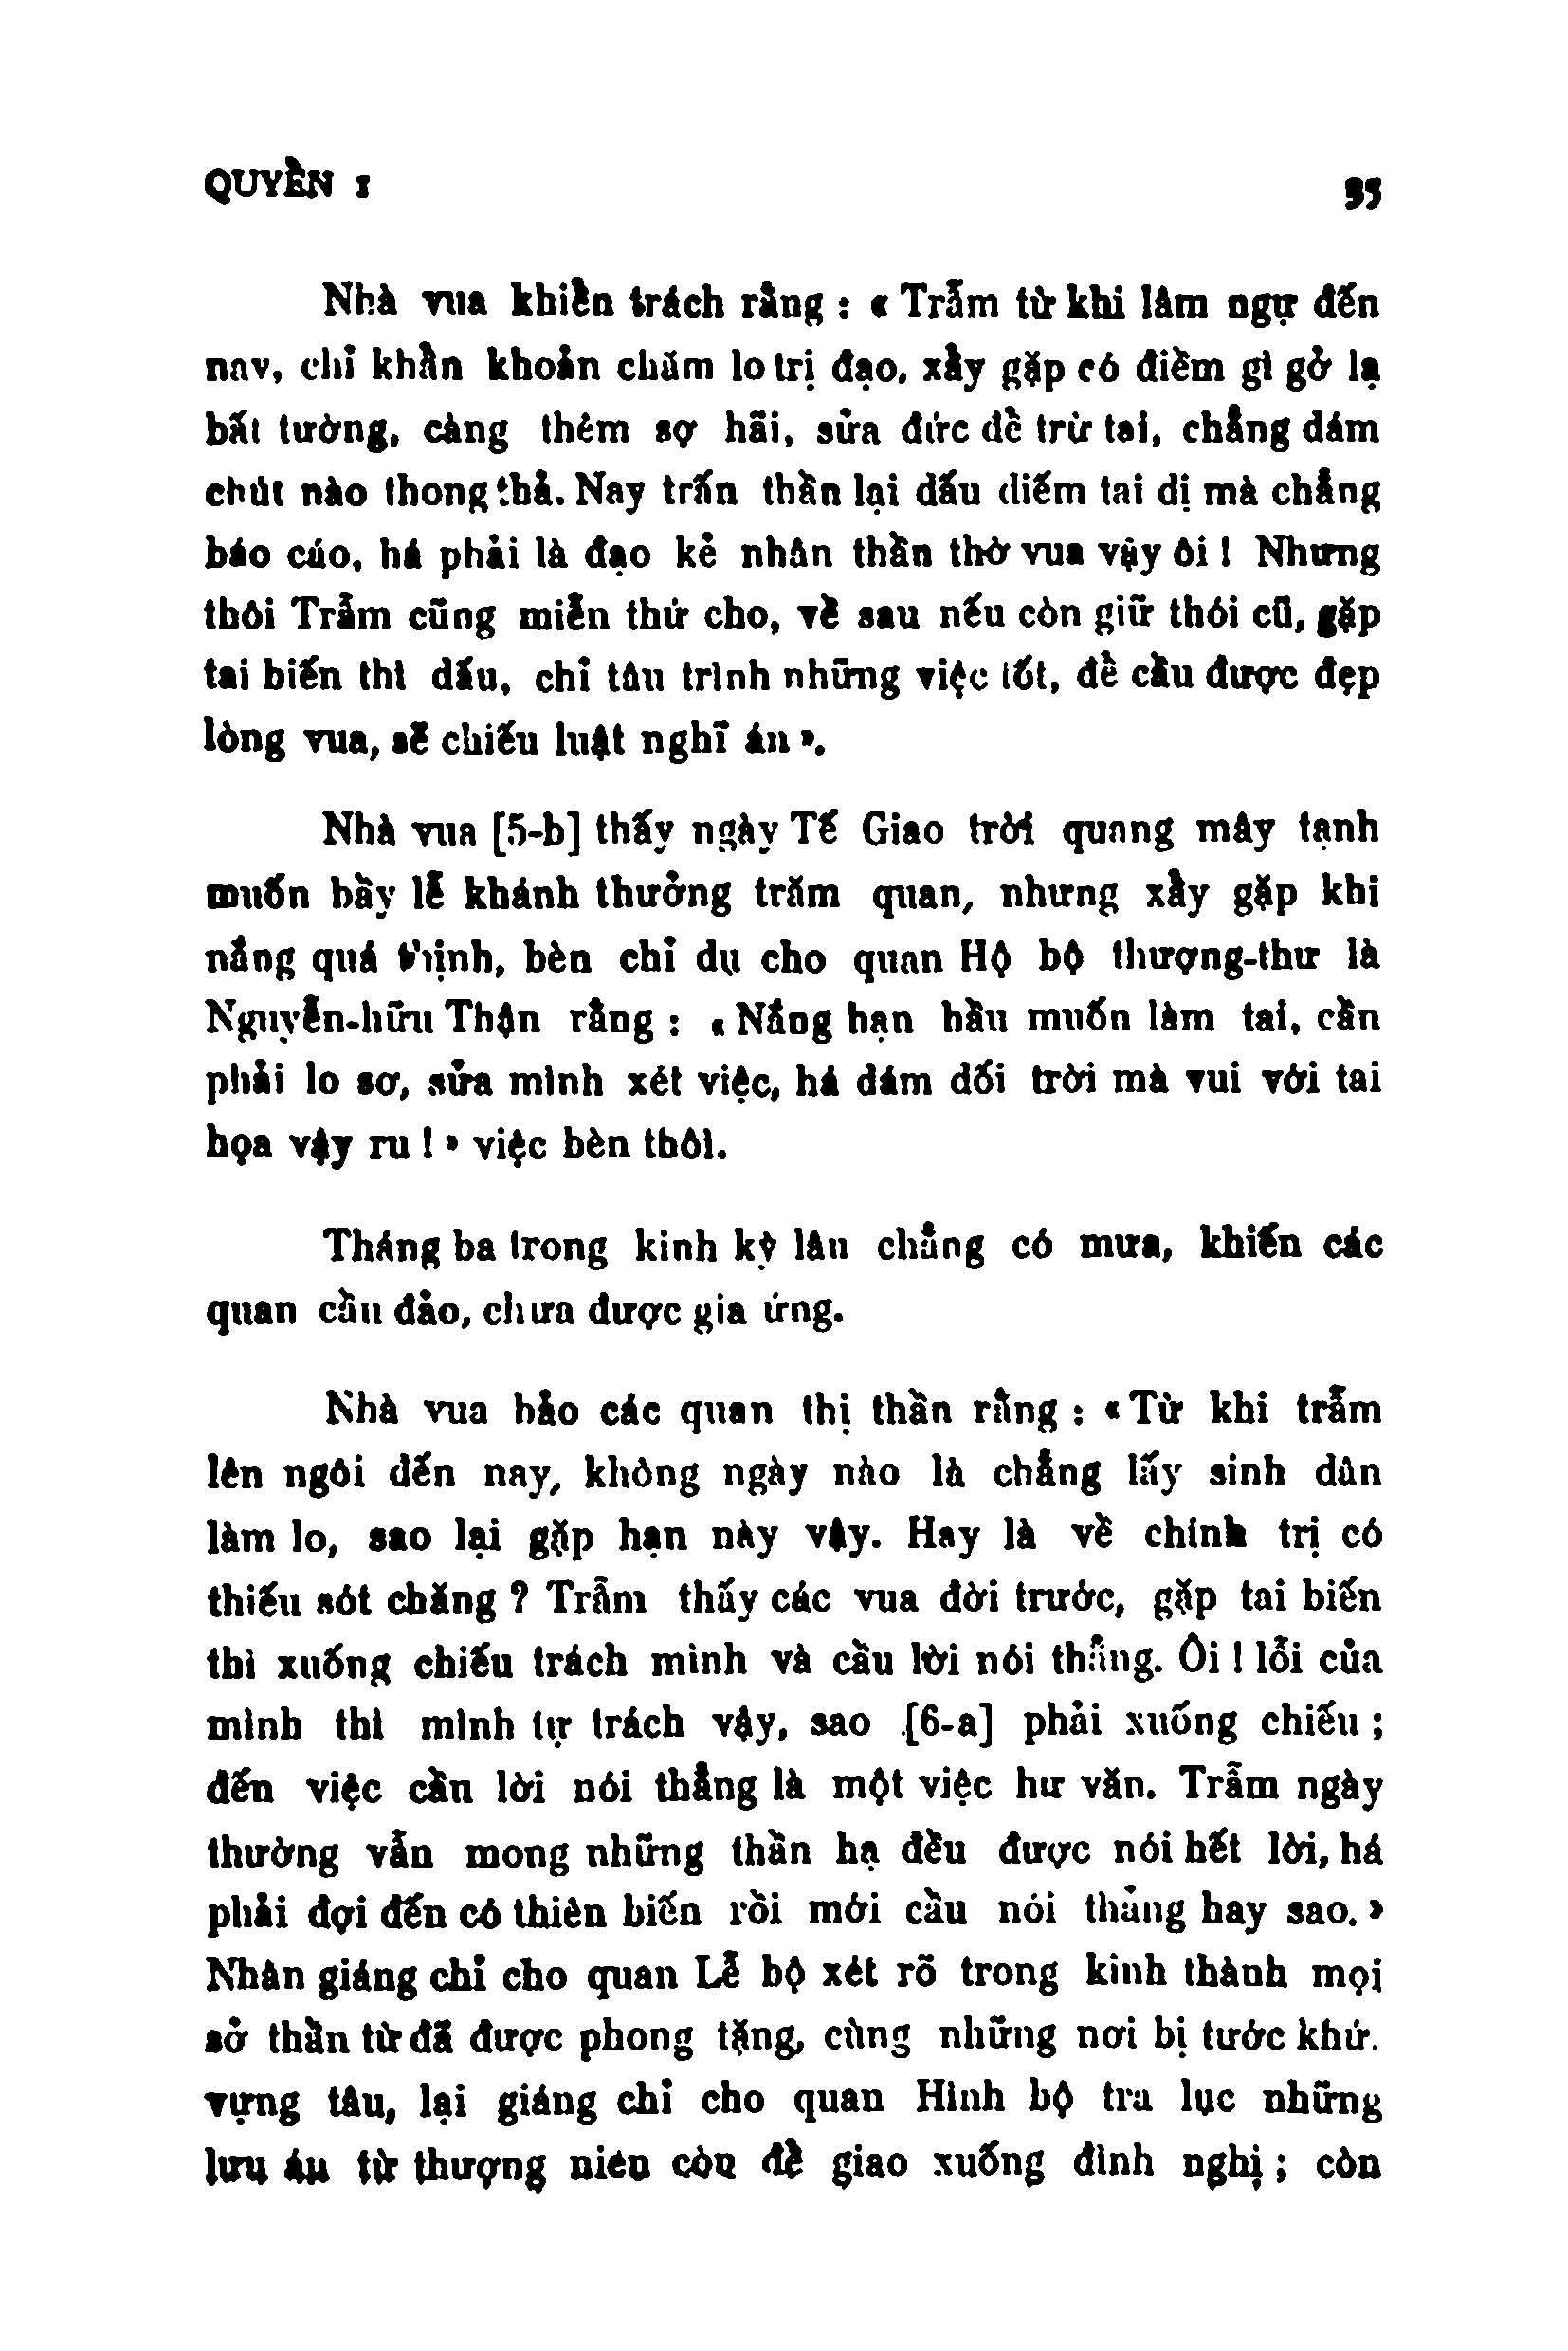 QUYỂN I
35
Nhà vua khiển trách rằng : « Trẫm từ khi lâm ngự đến
nay, chỉ khẩn khoản chăm lo trị đạo, xẩy gặp có điềm gì gở lạ
bất tường, càng thêm sợ hãi, sửa đức để trừ tai, chẳng dám
chút nào thong thả. Nay trấn thần lại dấu diếm tai dị mà chẳng
báo cáo, há phải là đạo kẻ nhân thần thờ vua vậy ôi ! Nhưng
thôi Trẫm cũng miễn thứ cho, về sau nếu còn giữ thói cũ, gặp
tai biến thì dấu, chỉ tâu trình những việc tốt, để cầu được đẹp
lòng vua, sẽ chiếu luật nghĩ án ».
Nhà vua [5-b] thấy ngày Tế Giao trời quang mây tạnh
muốn bầy lễ khánh thưởng trăm quan, nhưng xẩy gặp khi
nắng quá thịnh, bèn chỉ dụ cho quan Hộ bộ thượng-thư là
Nguyễn-hữu Thận rằng : « Nắng hạn hầu muốn làm tai, cần
phải lo sơ, sửa mình xét việc, há dám dối trời mà vui với tai
họa vậy ru ! » việc bèn thôi.
Tháng ba trong kinh kỳ lâu chẳng có mưa, khiến các
quan cầu đảo, chưa được gia ứng.
Nhà vua bảo các quan thị thần rằng : « Từ khi trẫm
lên ngôi đến nay, không ngày nào là chẳng lấy sinh dân
làm lo, sao lại gặp hạn này vậy. Hay là về chính trị có
thiếu sót chăng ? Trẫm thấy các vua đời trước, gặp tai biến
thì xuống chiếu trách mình và cầu lời nói thẳng. Ôi ! lỗi của
mình thì mình tự trách vậy, sao [6-a] phải xuống chiếu ;
đến việc cần lời nói thẳng là một việc hư văn. Trẫm ngày
thường vẫn mong những thần hạ đều được nói hết lời, há
phải đợi đến có thiên biến rồi mới cầu nói thẳng hay sao. »
Nhân giáng chỉ cho quan Lễ bộ xét rõ trong kinh thành mọi
sở thần từ đã được phong tặng, cùng những nơi bị tước khứ.
vựng tâu, lại giáng chỉ cho quan Hình bộ tra lục những
lưu án từ thượng niên còn để giao xuống đình nghị ; còn